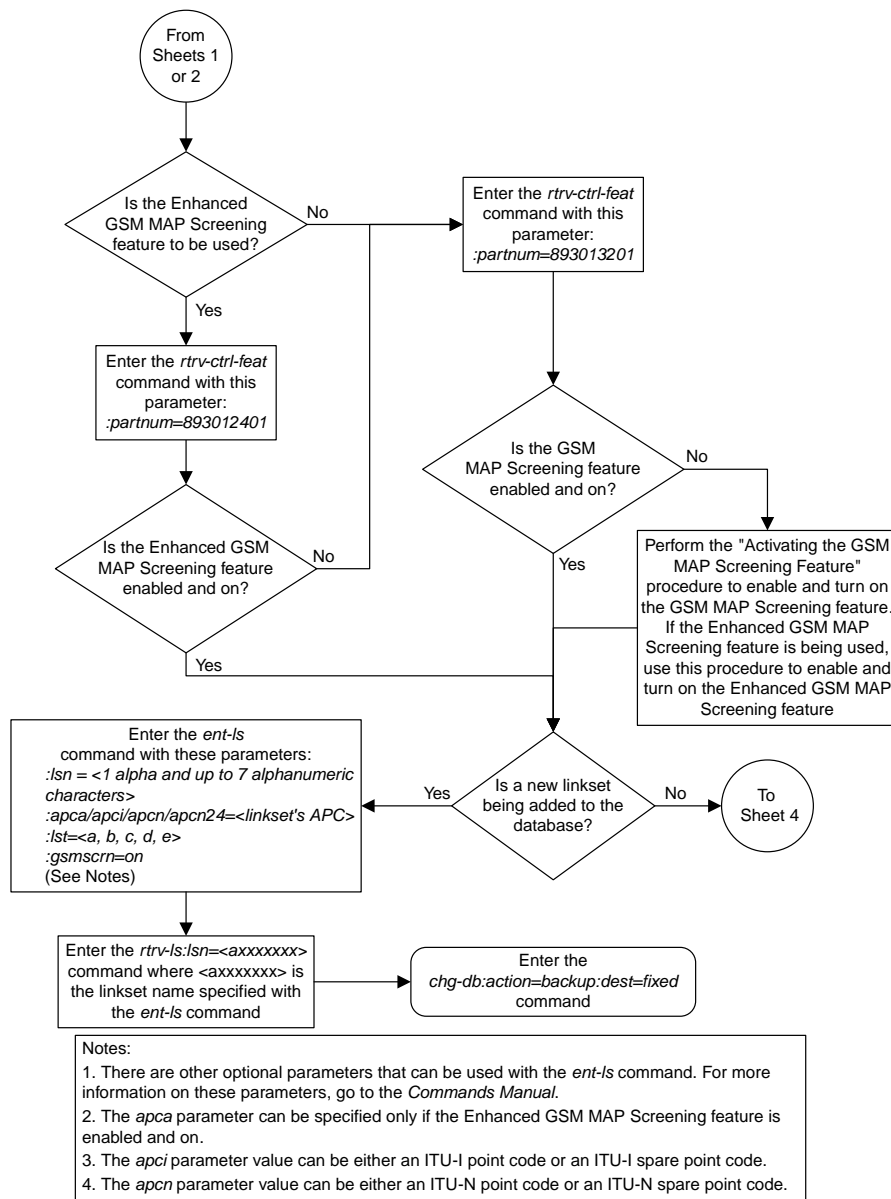 From
Sheets 1
or 2
Is the Enhanced
GSM MAP Screening
feature to be used?
No
Yes
Enter the rtrv-ctrl-feat
command with this
parameter:
:partnum=893012401
Is the Enhanced GSM
MAP Screening feature
enabled and on?
No
Yes
Enter the rtrv-ctrl-feat
command with this
parameter:
:partnum=893013201
Is the GSM
MAP Screening feature
enabled and on?
No
Yes
Perform the "Activating the GSM
MAP Screening Feature"
procedure to enable and turn on
the GSM MAP Screening feature.
If the Enhanced GSM MAP
Screening feature is being used,
use this procedure to enable and
turn on the Enhanced GSM MAP
Screening feature
Is a new linkset
being added to the
database?
Yes
No
To
Sheet 4
Enter the ent-ls
command with these parameters:
:lsn = <1 alpha and up to 7 alphanumeric
characters>
:apca/apci/apcn/apcn24=<linkset's APC>
:lst=<a, b, c, d, e>
:gsmscrn=on
(See Notes)
Enter the rtrv-ls:lsn=<axxxxxxx>
command where <axxxxxxx> is
the linkset name specified with
the ent-ls command
Enter the
chg-db:action=backup:dest=fixed
command
Notes:
1. There are other optional parameters that can be used with the ent-ls command. For more
information on these parameters, go to the Commands Manual.
2. The apca parameter can be specified only if the Enhanced GSM MAP Screening feature is
enabled and on.
3. The apci parameter value can be either an ITU-I point code or an ITU-I spare point code.
4. The apcn parameter value can be either an ITU-N point code or an ITU-N spare point code.